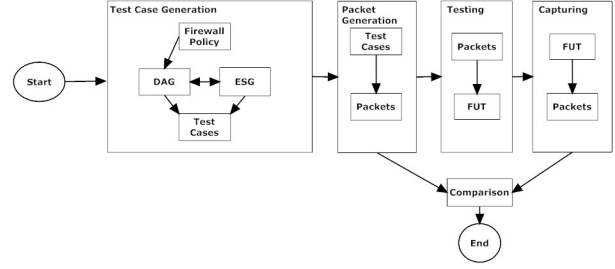 Start
Test Case Generation
Firewall
Policy
DAG
ESG
Test
Cases
Packet
Generation
Test
Cases
Packets
Testing
Packets
FUT
Capturing
FUT
Packets
Comparison
End